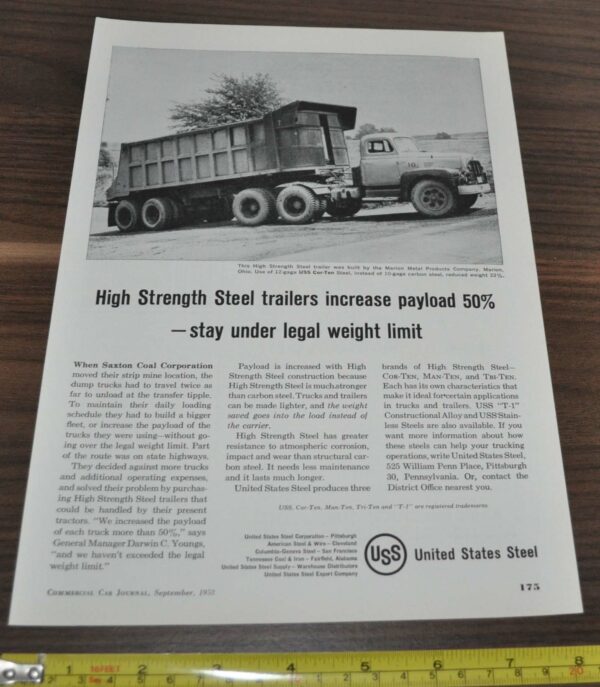 This High Strength Steel trailer was built by the Marion Metal Products Company, Marion,
Ohio. Use of 12-gage USS Cor-Ten Steel, instead of 10-gage carbon steel, reduced weight 22%.
High Strength Steel trailers increase payload 50%
—stay under legal weight limit
When Saxton Coal Corporation
moved their strip mine location, the
dump trucks had to travel twice as
far to unload at the transfer tipple.
To maintain their daily loading
schedule they had to build a bigger
fleet, or increase the payload of the
trucks they were using—without go-
ing over the legal weight limit. Part
of the route was on state highways.
They decided against more trucks
and additional operating expenses,
and solved their problem by purchas-
ing High Strength Steel trailers that
could be handled by their present
tractors. "We increased the payload
of each truck more than 50%," says
General Manager Darwin C. Youngs,
"and we haven't exceeded the legal
weight limit."
Payload is increased with High
Strength Steel construction because
High Strength Steel is much stronger
than carbon steel. Trucks and trailers
can be made lighter, and the weight
saved goes into the load instead of
the carrier.
High Strength Steel has greater
resistance to atmospheric corrosion,
impact and wear than structural car-
bon steel. It needs less maintenance
and it lasts much longer.
United States Steel produces three
brands of High Strength Steel—
COR-TEN, MAN-TEN, and TRI-TEN.
Each has its own characteristics that
make it ideal for certain applications
in trucks and trailers. USS "T-1"
Constructional Alloy and USS Stain-
less Steels are also available. If you
want more information about how
these steels can help your trucking
operations, write United States Steel,
525 William Penn Place, Pittsburgh
30, Pennsylvania. Or, contact the
District Office nearest you.
USS, Cor-Ten, Man-Ten, Tri-Ten and "T-1" are registered trademarks
United States Steel Corporation — Pittsburgh
American Steel & Wire — Cleveland
Columbia-Geneva Steel — San Francisco
Tennessee Coal & Iron — Fairfield, Alabama
United States Steel Supply — Warehouse Distributors
United States Steel Export Company
USS
United States Steel
COMMERCIAL CAR JOURNAL, September, 1959
175
1 16FEET 2 3 4 5 6 7 8